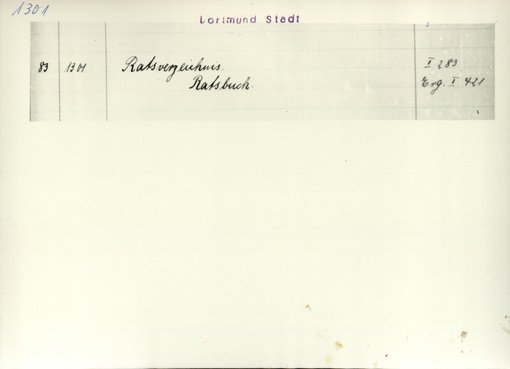 1301
Dortmund Stadt
83 1301 Ratsverzeichnis. I 283
Ratsbuch. Erg. I. 421